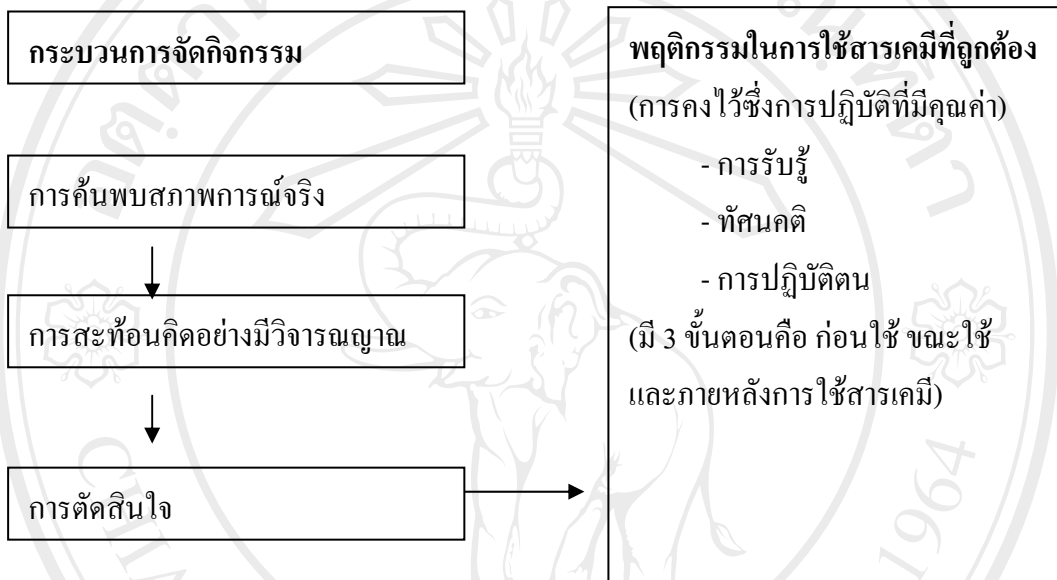 กระบวนการจัดกิจกรรม
การค้นพบสภาพการณ์จริง
การสะท้อนคิดอย่างมีวิจารณญาณ
การตัดสินใจ
พฤติกรรมในการใช้สารเคมีที่ถูกต้อง
(การคงไว้ซึ่งการปฏิบัติที่มีคุณค่า)
- การรับรู้
- ทัศนคติ
- การปฏิบัติตน
(มี 3 ขั้นตอนคือ ก่อนใช้ ขณะใช้
และภายหลังการใช้สารเคมี)
1964